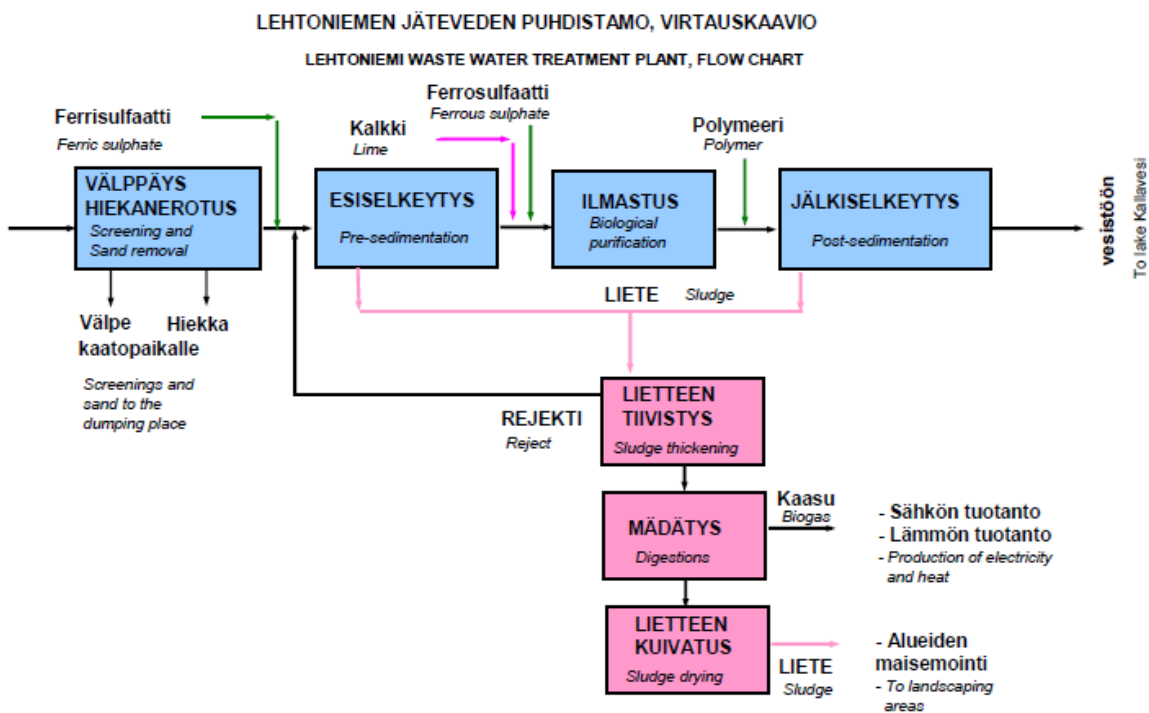 LEHTONIEMEN JÄTEVEDEN PUHDISTAMO, VIRTAUSKAAVIO
LEHTONIEMI WASTE WATER TREATMENT PLANT, FLOW CHART
Ferrisulfaatti
Ferric sulphate
Kalkki
Lime
Ferrosulfaatti
Ferrous sulphate
Polymeeri
Polymer
VÄLPPÄYS
HIEKANEROTUS
Screening and
Sand removal
ESISELKEYTYS
Pre-sedimentation
ILMASTUS
Biological
purification
JÄLKISELKEYTYS
Post-sedimentation
vesistöön
To lake Kallavesi
Välpe Hiekka
kaatopaikalle
Screenings and
sand to the
dumping place
LIETE Sludge
REJEKTI
Reject
LIETTEEN
TIIVISTYS
Sludge thickening
MÄDÄTYS
Digestions
Kaasu
Biogas
- Sähkön tuotanto
- Lämmön tuotanto
- Production of electricity
and heat
LIETTEEN
KUIVATUS
Sludge drying
LIETE
Sludge
- Alueiden
maisemointi
- To landscaping
areas